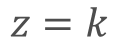 z = k